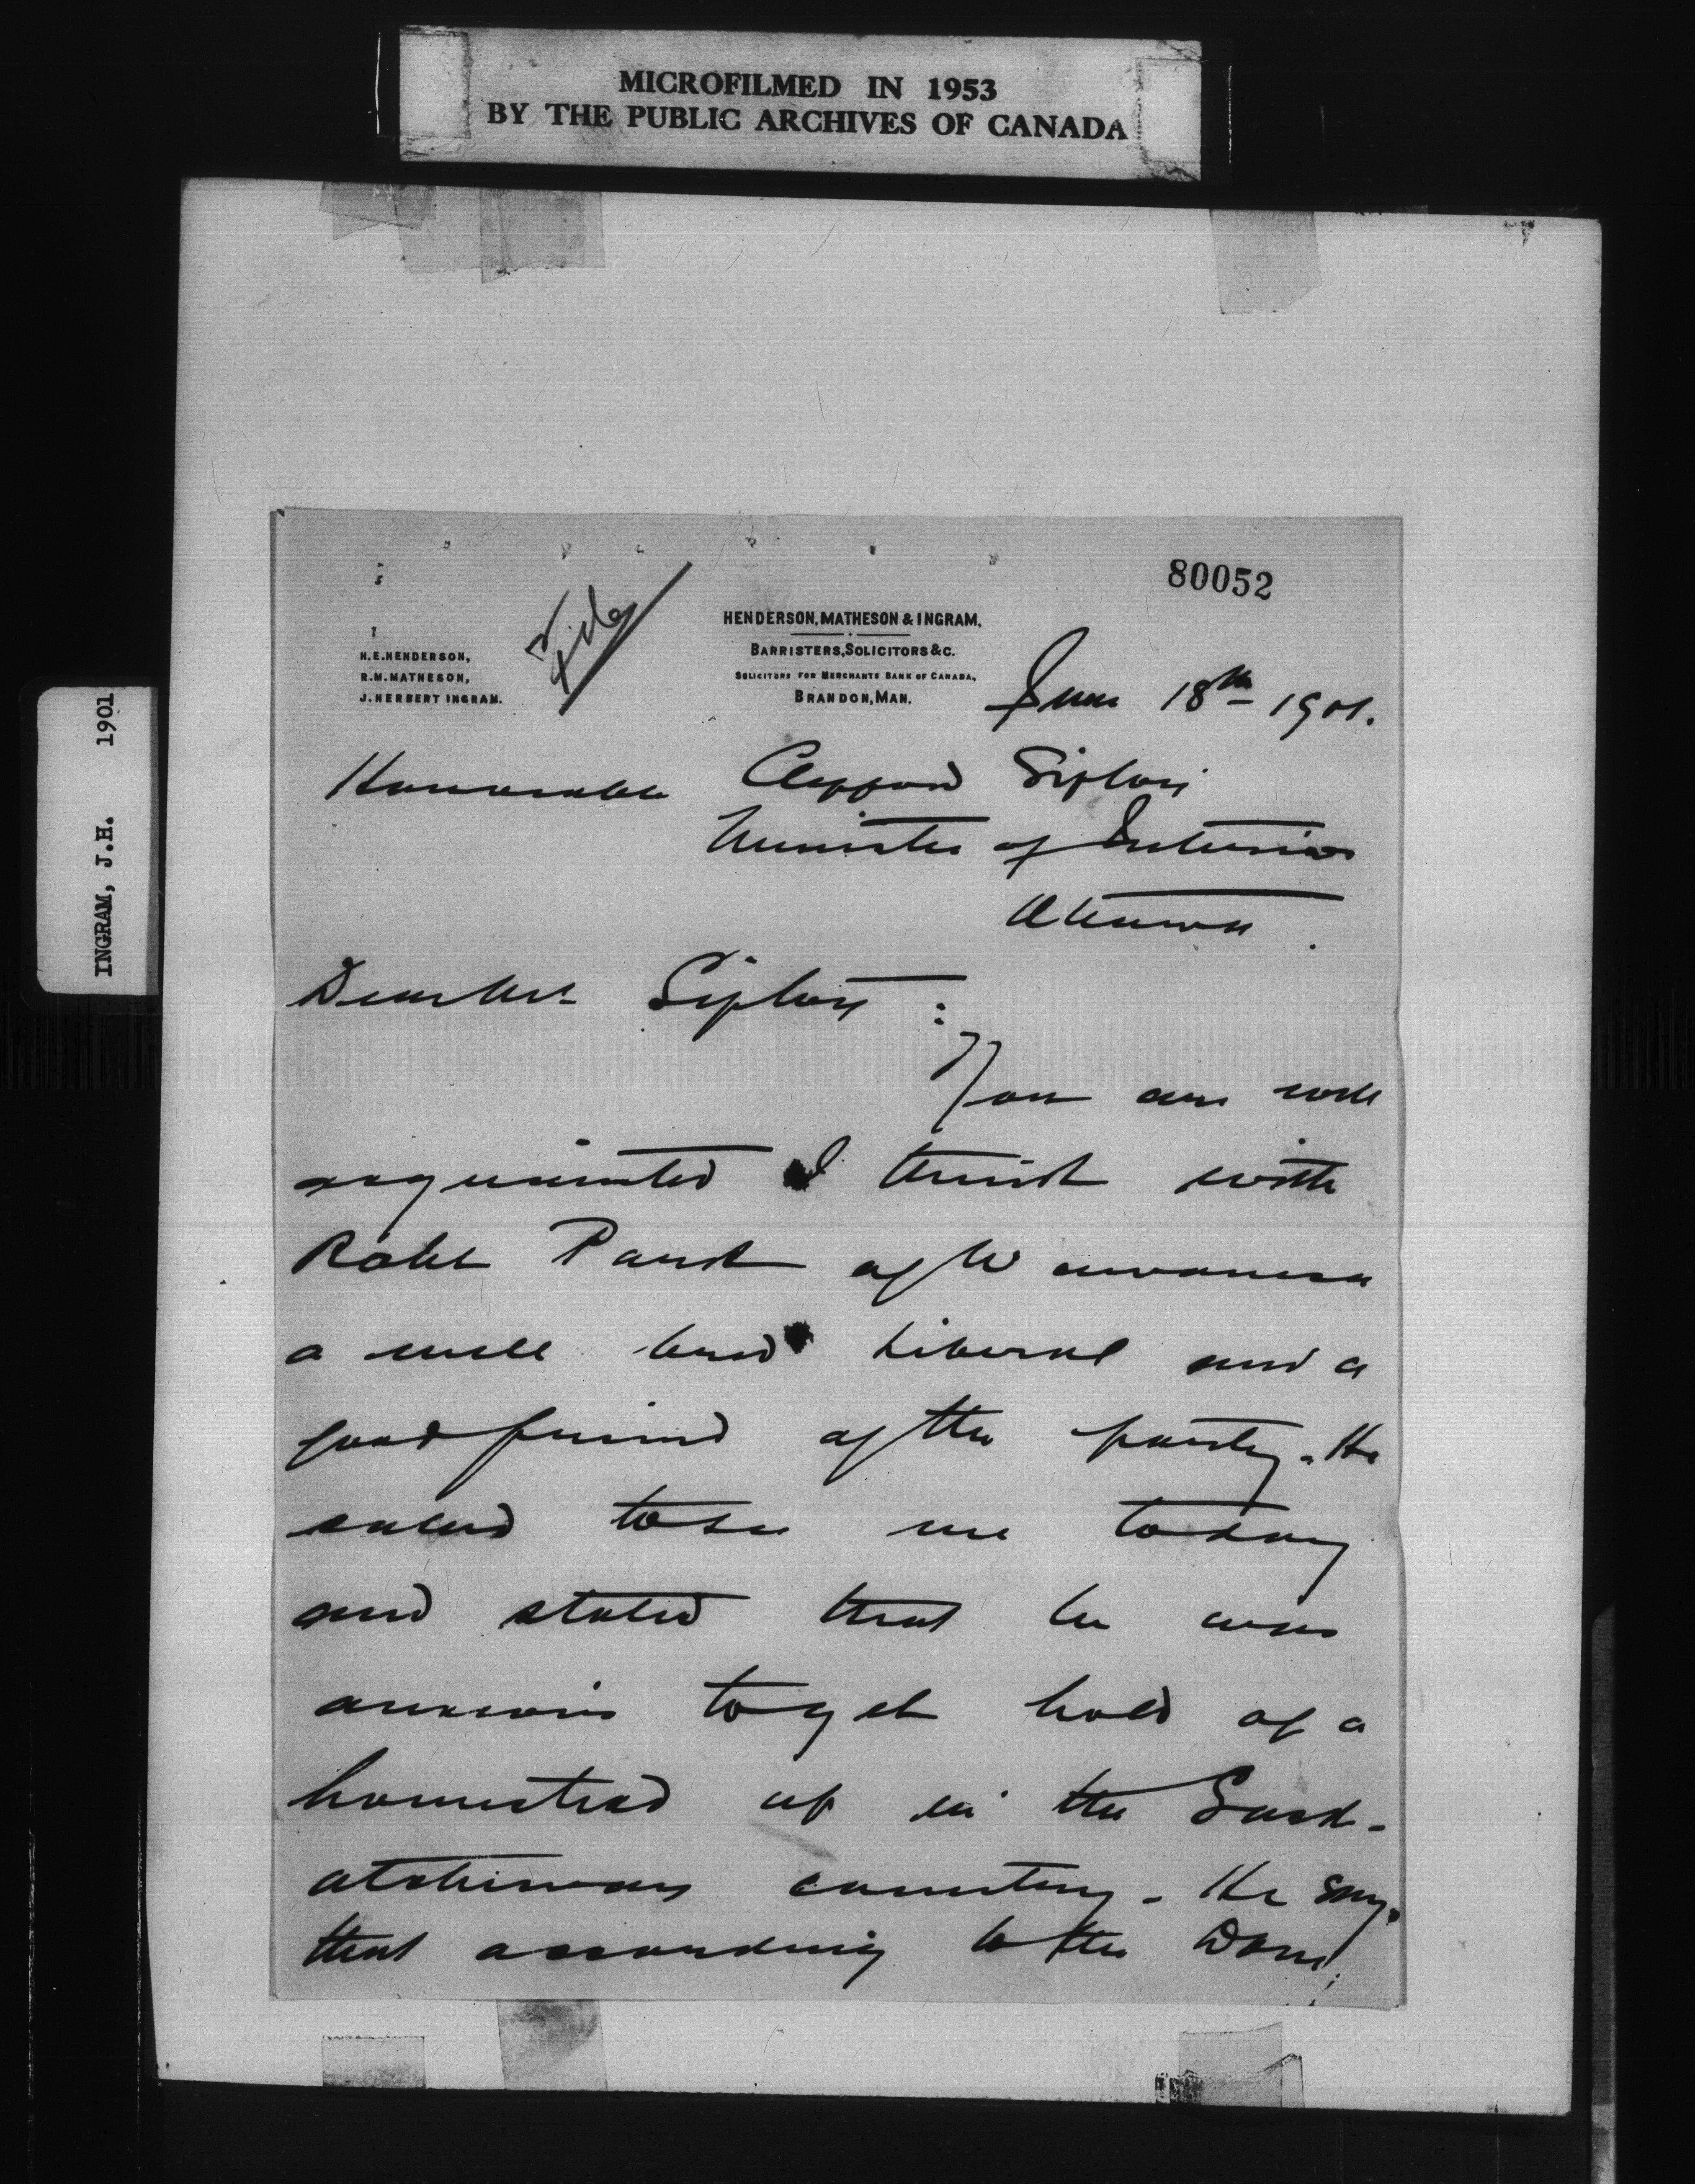 MICROFILMED IN 1953
BY THE PUBLIC ARCHIVES OF CANADA
INGRAM, J.H. 1901
80052
File
HENDERSON, MATHESON & INGRAM,
BARRISTERS, SOLICITORS &C.
SOLICITORS FOR MERCHANTS BANK OF CANADA,
BRANDON, MAN.
H.E. HENDERSON,
R.M. MATHESON,
J. HERBERT INGRAM.
June 18th 1901.
Honorable Clifford Sifton
Minister of Interior
Ottawa.
Dear Mr. Sifton :
You are well
acquainted I think with
Robt of Wawanesa
a well Liberal and a
good friend of the party. He
called to see me today
and stated that he was
anxious to get hold of a
homestead up in the Sask-
atchewan country. He says
that according to the Dom.